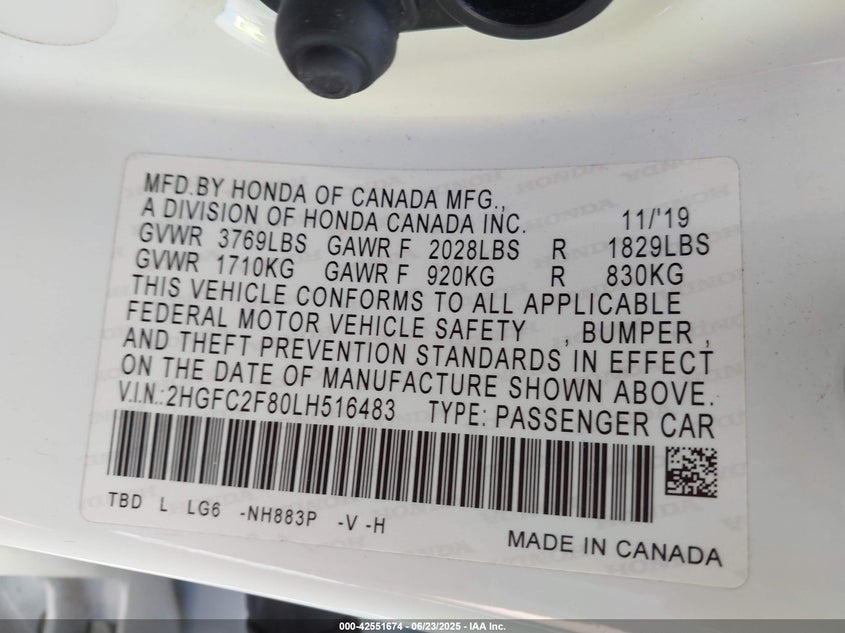 MFD.BY HONDA OF CANADA MFG.,
A DIVISION OF HONDA CANADA INC. 11/'19
GVWR 3769LBS GAWR F 2028LBS R 1829LBS
GVWR 1710KG GAWR F 920KG R 830KG
THIS VEHICLE CONFORMS TO ALL APPLICABLE
FEDERAL MOTOR VEHICLE SAFETY , BUMPER ,
AND THEFT PREVENTION STANDARDS IN EFFECT
ON THE DATE OF MANUFACTURE SHOWN ABOVE.
V.I.N.:2HGFC2F80LH516483 TYPE: PASSENGER CAR
TBD L LG6 -NH883P -V -H
MADE IN CANADA
000-42551674 - 06/23/2025 - IAA Inc.